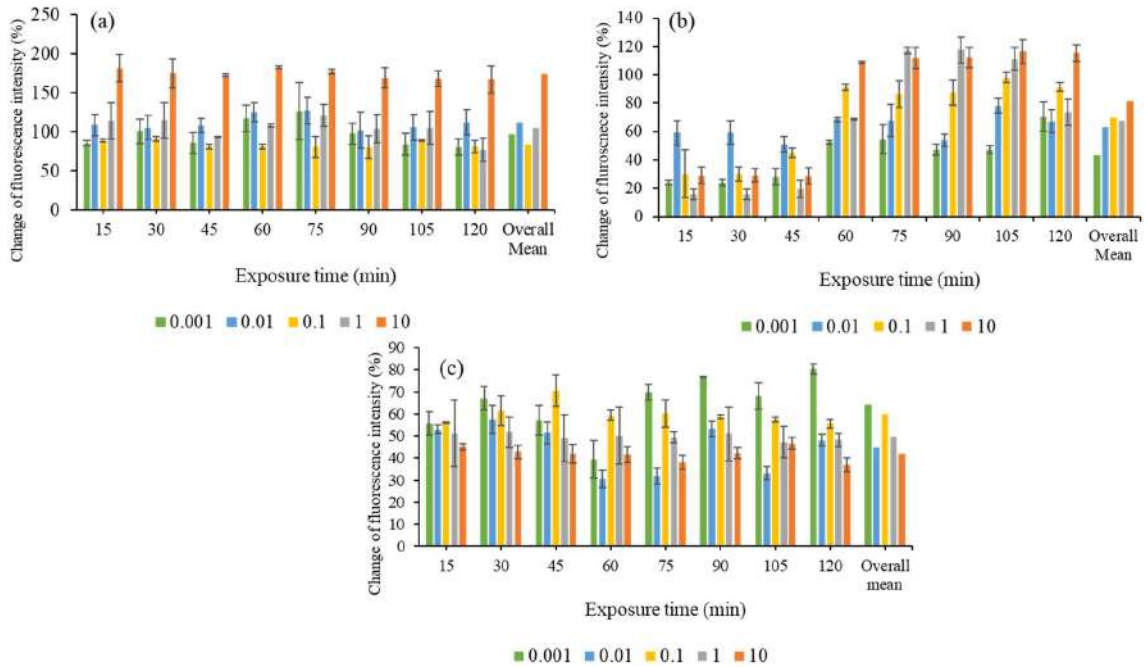 (a)
Change of fluorescence intensity (%)
250
200
150
100
50
0
15 30 45 60 75 90 105 120 Overall
Mean
Exposure time (min)
0.001 0.01 0.1 1 10
(b)
Change of fluroscence intensity (%)
140
120
100
80
60
40
20
0
15 30 45 60 75 90 105 120 Overall
Mean
Exposure time (min)
0.001 0.01 0.1 1 10
(c)
Change of fluorescence intensity (%)
90
80
70
60
50
40
30
20
10
0
15 30 45 60 75 90 105 120 Overall
mean
Exposure time (min)
0.001 0.01 0.1 1 10